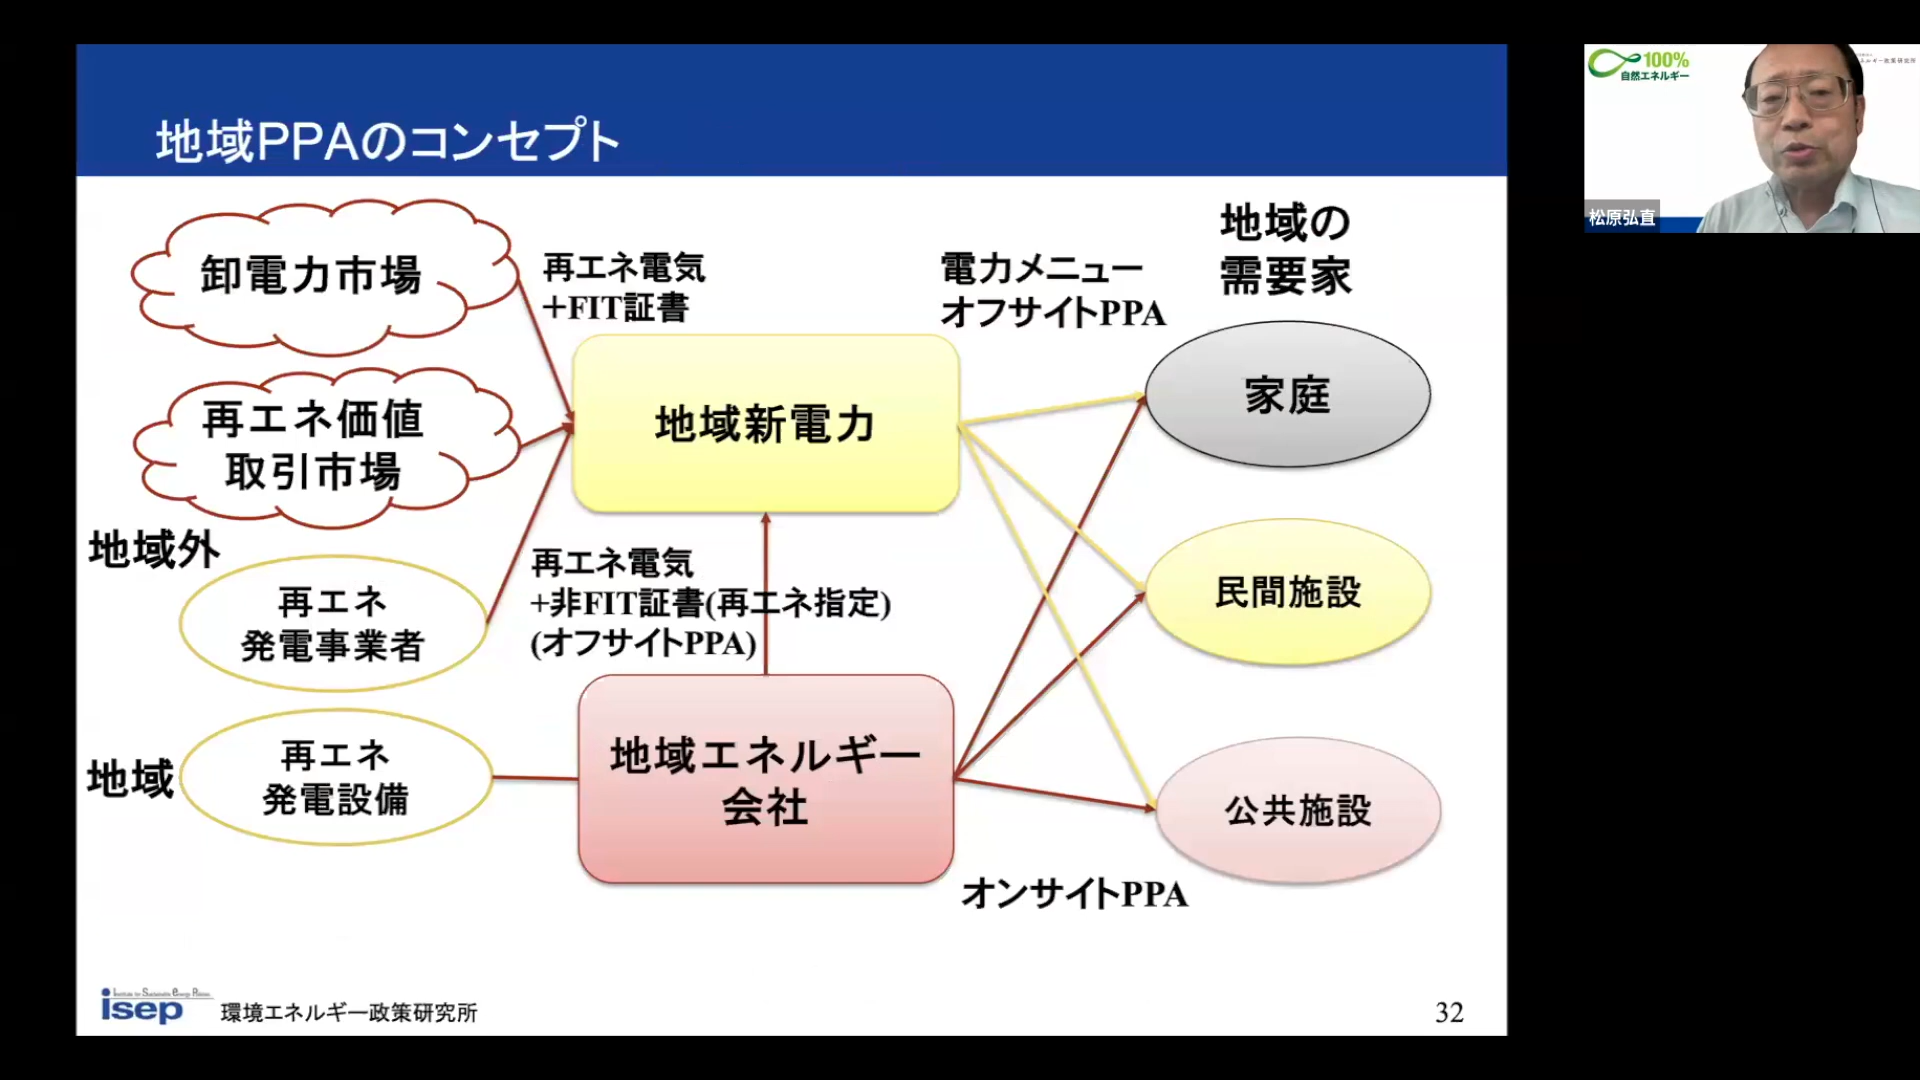 地域PPAのコンセプト
卸電力市場
再エネ電気
+FIT証書
電力メニュー
オフサイトPPA
地域の
需要家
再エネ価値
取引市場
地域新電力
家庭
地域外
再エネ
発電事業者
再エネ電気
+非FIT証書(再エネ指定)
(オフサイトPPA)
民間施設
地域
再エネ
発電設備
地域エネルギー
会社
公共施設
オンサイトPPA
Institute for Sustainable Energy Policies
isep
環境エネルギー政策研究所
32
100%
自然エネルギー
松原弘直